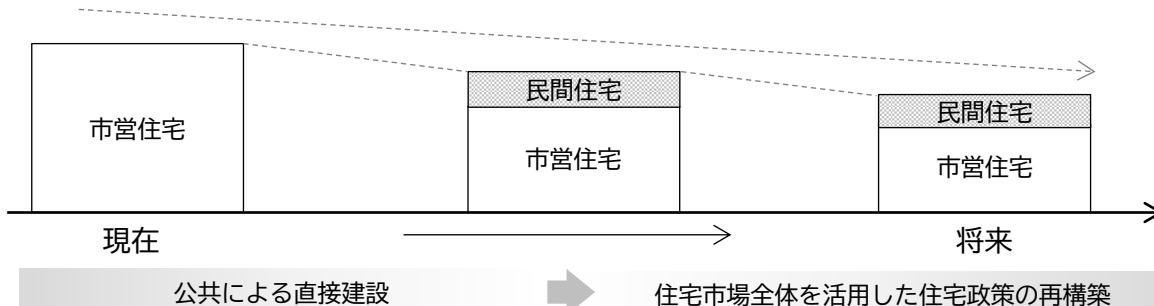 市営住宅
民間住宅
市営住宅
民間住宅
市営住宅
現在
将来
公共による直接建設
住宅市場全体を活用した住宅政策の再構築